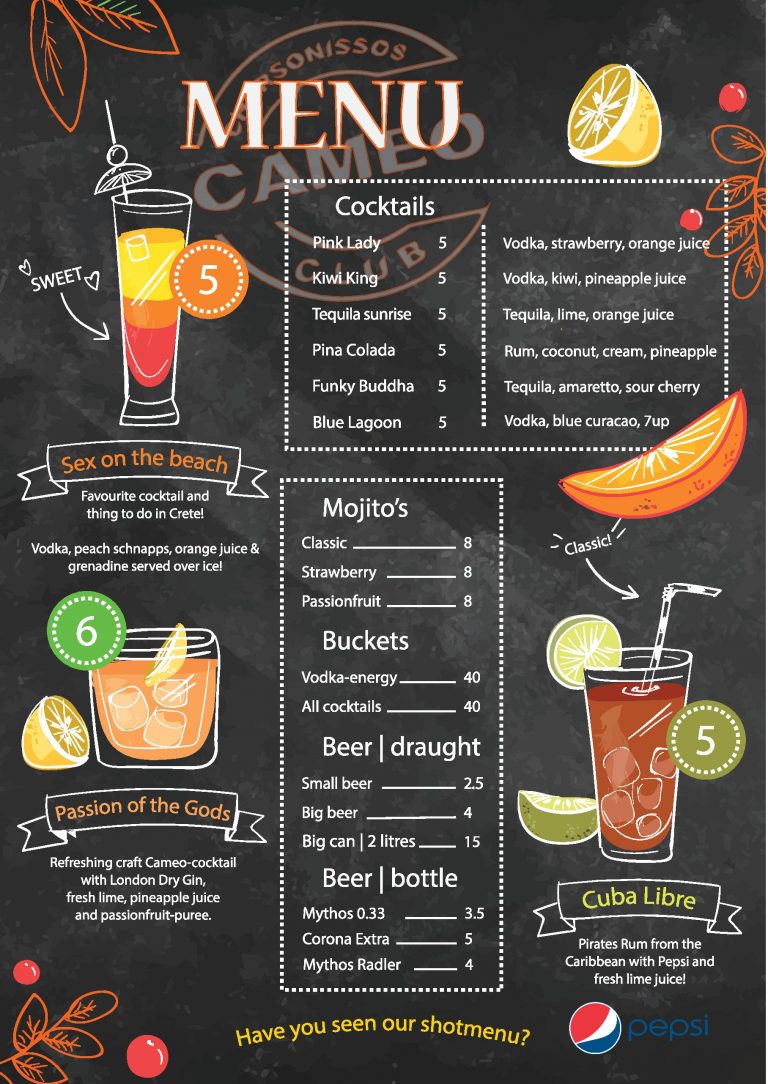 HERSONISSOS
MENU
CAMEO
CLUB
SWEET
5
Sex on the beach
Favourite cocktail and
thing to do in Crete!
Vodka, peach schnapps, orange juice &
grenadine served over ice!
6
Passion of the Gods
Refreshing craft Cameo-cocktail
with London Dry Gin,
fresh lime, pineapple juice
and passionfruit-puree.
Cocktails
Pink Lady 5 Vodka, strawberry, orange juice
Kiwi King 5 Vodka, kiwi, pineapple juice
Tequila sunrise 5 Tequila, lime, orange juice
Pina Colada 5 Rum, coconut, cream, pineapple
Funky Buddha 5 Tequila, amaretto, sour cherry
Blue Lagoon 5 Vodka, blue curacao, 7up
Mojito's
Classic 8
Strawberry 8
Passionfruit 8
Buckets
Vodka-energy 40
All cocktails 40
Beer | draught
Small beer 2.5
Big beer 4
Big can | 2 litres 15
Beer | bottle
Mythos 0.33 3.5
Corona Extra 5
Mythos Radler 4
Classic!
5
Cuba Libre
Pirates Rum from the
Caribbean with Pepsi and
fresh lime juice!
pepsi
Have you seen our shotmenu?